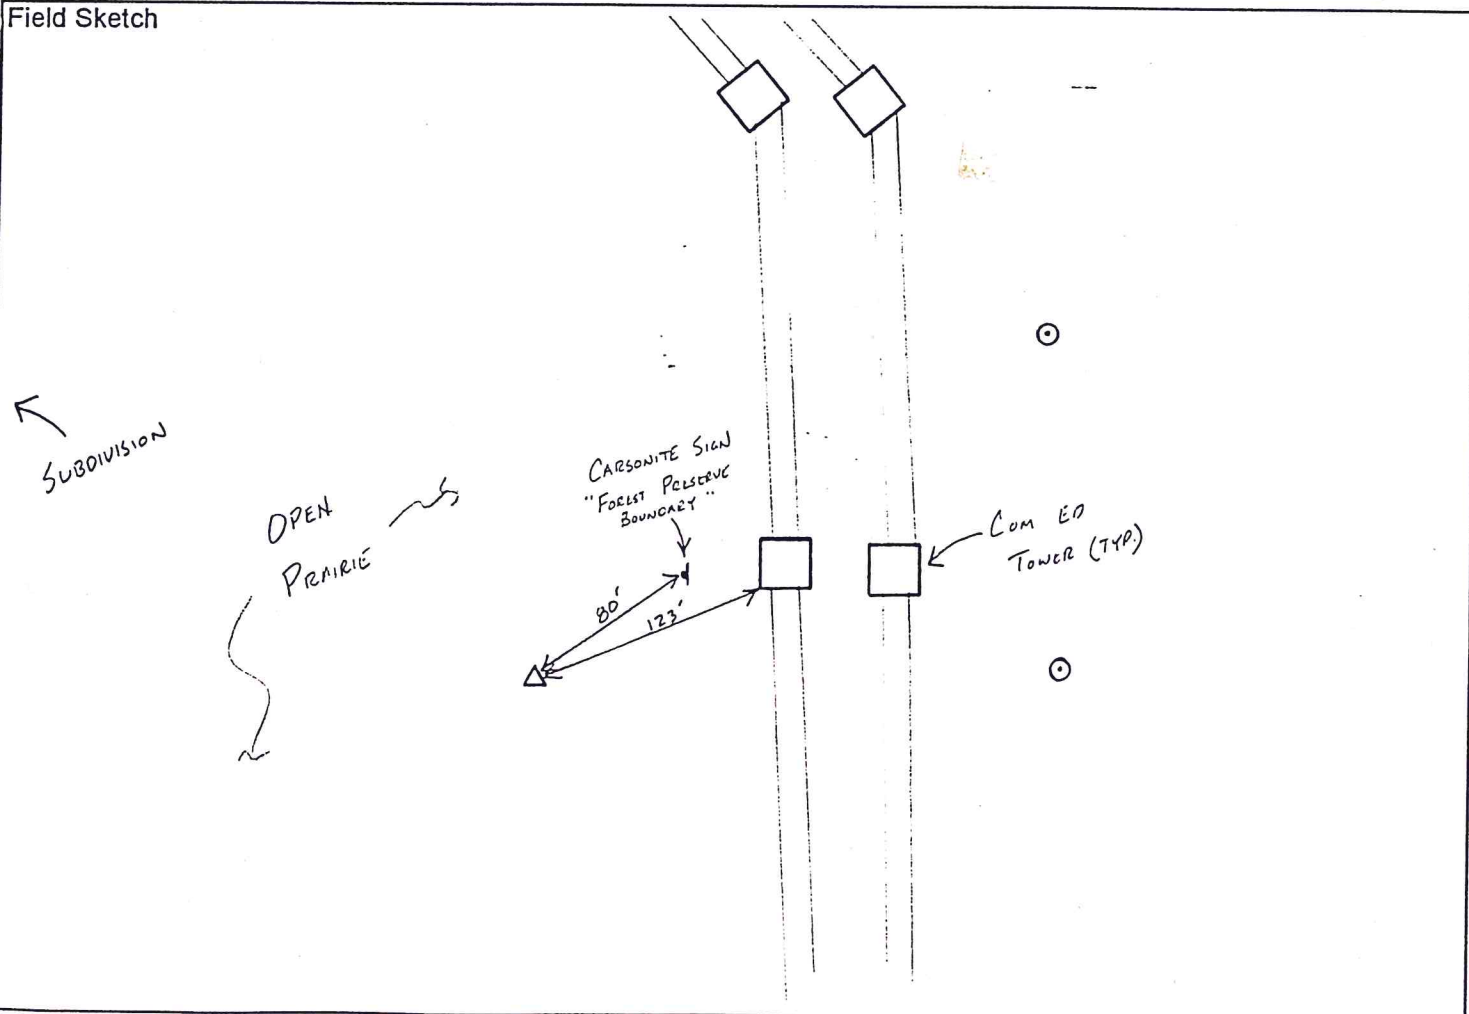 Field Sketch
SUBDIVISION
OPEN
PRAIRIE
CARSONITE SIGN
"FOREST PRESERVE
BOUNDARY"
80'
123'
COM ED
TOWER (TYP.)